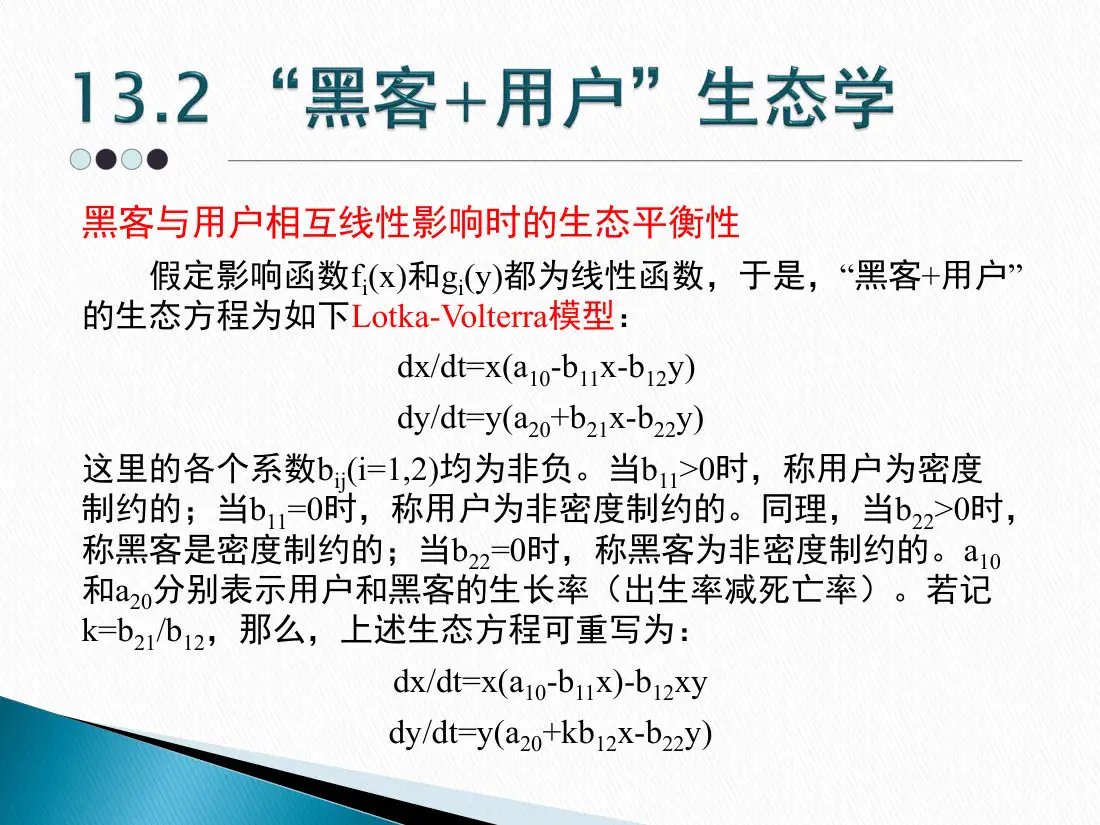 13.2 “黑客+用户”生态学
黑客与用户相互线性影响时的生态平衡性
假定影响函数fi(x)和gi(y)都为线性函数，于是，“黑客+用户”
的生态方程为如下Lotka-Volterra模型：
dx/dt=x(a10-b11x-b12y)
dy/dt=y(a20+b21x-b22y)
这里的各个系数bij(i=1,2)均为非负。当b11>0时，称用户为密度
制约的；当b11=0时，称用户为非密度制约的。同理，当b22>0时，
称黑客是密度制约的；当b22=0时，称黑客为非密度制约的。a10
和a20分别表示用户和黑客的生长率（出生率减死亡率）。若记
k=b21/b12，那么，上述生态方程可重写为：
dx/dt=x(a10-b11x)-b12xy
dy/dt=y(a20+kb12x-b22y)